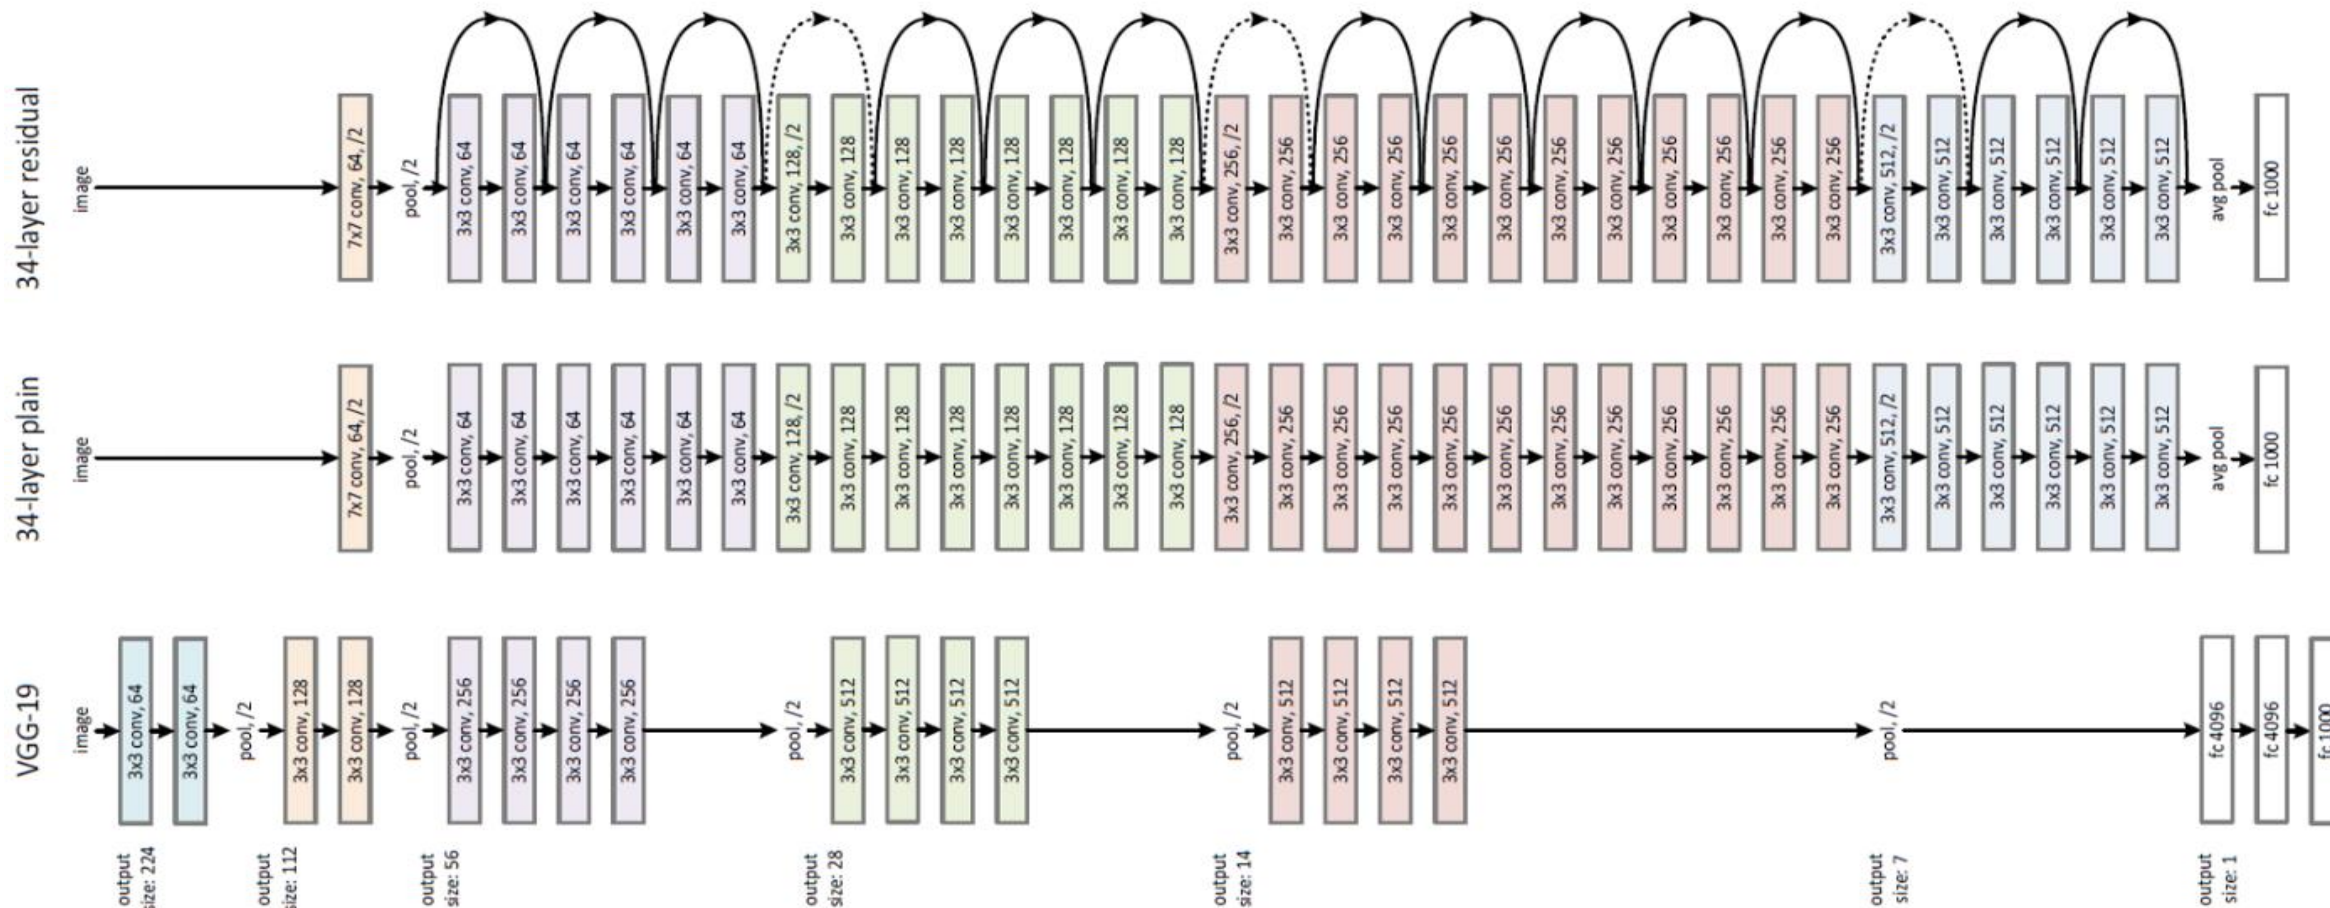 34-layer residual
image
7x7 conv, 64, /2
pool, /2
3x3 conv, 64
3x3 conv, 64
3x3 conv, 64
3x3 conv, 64
3x3 conv, 64
3x3 conv, 64
3x3 conv, 128, /2
3x3 conv, 128
3x3 conv, 128
3x3 conv, 128
3x3 conv, 128
3x3 conv, 128
3x3 conv, 128
3x3 conv, 128
3x3 conv, 256, /2
3x3 conv, 256
3x3 conv, 256
3x3 conv, 256
3x3 conv, 256
3x3 conv, 256
3x3 conv, 256
3x3 conv, 256
3x3 conv, 256
3x3 conv, 256
3x3 conv, 256
3x3 conv, 256
3x3 conv, 512, /2
3x3 conv, 512
3x3 conv, 512
3x3 conv, 512
3x3 conv, 512
3x3 conv, 512
avg pool
fc 1000
34-layer plain
image
7x7 conv, 64, /2
pool, /2
3x3 conv, 64
3x3 conv, 64
3x3 conv, 64
3x3 conv, 64
3x3 conv, 64
3x3 conv, 64
3x3 conv, 128, /2
3x3 conv, 128
3x3 conv, 128
3x3 conv, 128
3x3 conv, 128
3x3 conv, 128
3x3 conv, 128
3x3 conv, 128
3x3 conv, 256, /2
3x3 conv, 256
3x3 conv, 256
3x3 conv, 256
3x3 conv, 256
3x3 conv, 256
3x3 conv, 256
3x3 conv, 256
3x3 conv, 256
3x3 conv, 256
3x3 conv, 256
3x3 conv, 256
3x3 conv, 512, /2
3x3 conv, 512
3x3 conv, 512
3x3 conv, 512
3x3 conv, 512
3x3 conv, 512
avg pool
fc 1000
VGG-19
image
3x3 conv, 64
3x3 conv, 64
pool, /2
3x3 conv, 128
3x3 conv, 128
pool, /2
3x3 conv, 256
3x3 conv, 256
3x3 conv, 256
3x3 conv, 256
pool, /2
3x3 conv, 512
3x3 conv, 512
3x3 conv, 512
3x3 conv, 512
pool, /2
3x3 conv, 512
3x3 conv, 512
3x3 conv, 512
3x3 conv, 512
pool, /2
fc 4096
fc 4096
fc 1000
output
size: 224
output
size: 112
output
size: 56
output
size: 28
output
size: 14
output
size: 7
output
size: 1